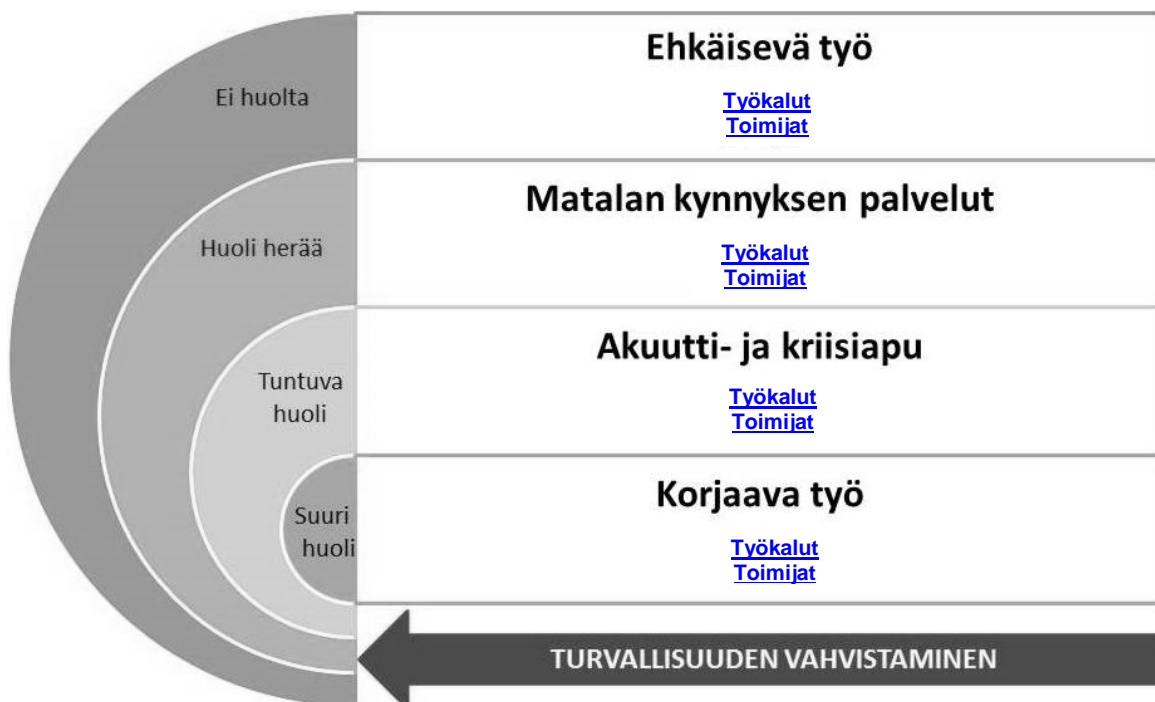 Ei huolta
Ehkäisevä työ
Työkalut
Toimijat
Huoli herää
Matalan kynnyksen palvelut
Työkalut
Toimijat
Tuntuva
huoli
Akuutti- ja kriisiapu
Työkalut
Toimijat
Suuri
huoli
Korjaava työ
Työkalut
Toimijat
TURVALLISUUDEN VAHVISTAMINEN